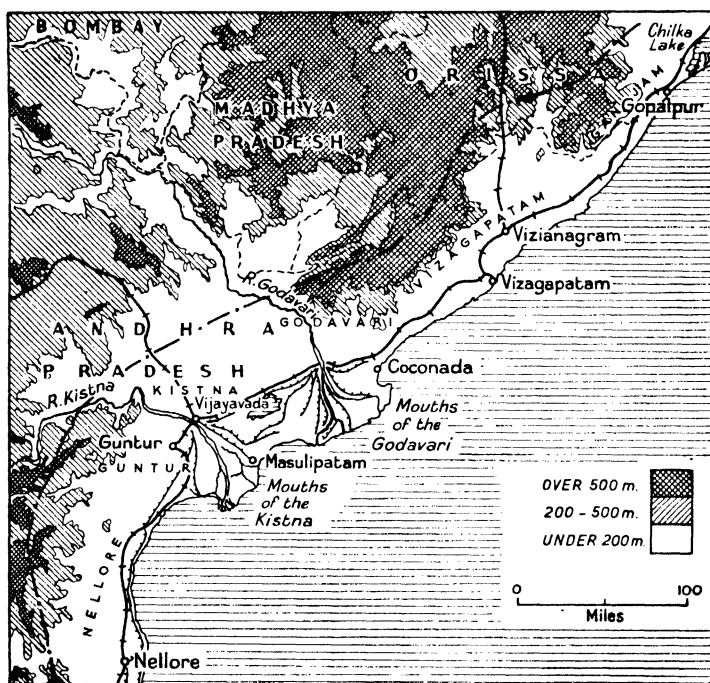 BOMBAY
Chilka
Lake
ORISSA
GANJAM
MADHYA
PRADESH
Gopalpur
VIZAGAPATAM
Vizianagram
Vizagapatam
R. Godavari
ANDHRA
GODAVARI
PRADESH
Coconada
R. Kistna
KISTNA
Vijayavada
Mouths
of the
Godavari
Guntur
GUNTUR
Masulipatam
Mouths
of the
Kistna
OVER 500 m.
200 - 500 m.
UNDER 200 m.
NELLORE
0 100
Miles
Nellore